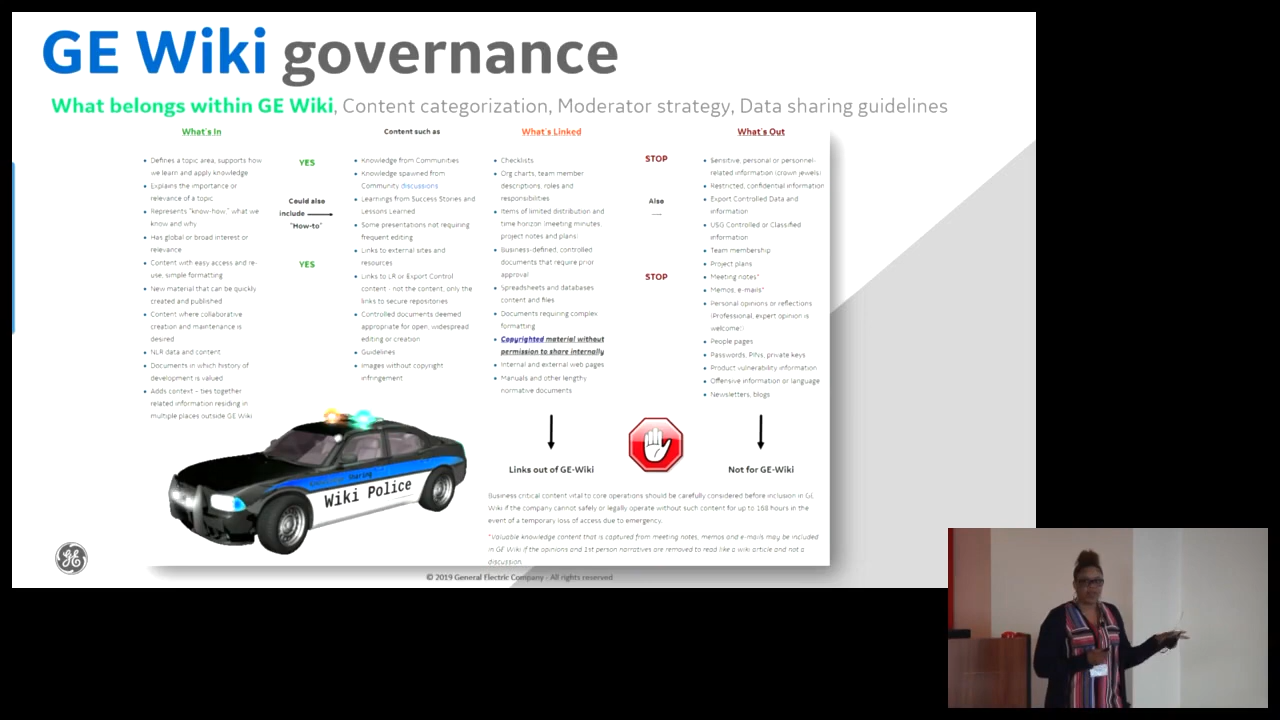 GE Wiki governance
What belongs within GE Wiki, Content categorization, Moderator strategy, Data sharing guidelines
What's In
Defines a topic area, supports how
we learn and apply knowledge
Explains the importance or
relevance of a topic
Represents "know-how," what we
know and why
Has global or broad interest or
relevance
Content with easy access and re-
use, simple formatting
New material that can be quickly
created and published
Content where collaborative
creation and maintenance is
desired
NLR data and content
Documents in which history of
development is valued
Adds context – ties together
related information residing in
multiple places outside GE Wiki
YES
Could also
include
"How-to"
YES
Content such as
Knowledge from Communities
Knowledge spawned from
Community discussions
Learnings from Success Stories and
Lessons Learned
Some presentations not requiring
frequent editing
Links to external sites and
resources
Links to LR or Export Control
content - not the content, only the
links to secure repositories
Controlled documents deemed
appropriate for open, widespread
editing or creation
Guidelines
Images without copyright
infringement
What's Linked
Checklists
Org charts, team member
descriptions, roles and
responsibilities
Items of limited distribution and
time horizon (meeting minutes,
project notes and plans)
Business-defined, controlled
documents that require prior
approval
Spreadsheets and databases
content and files
Documents requiring complex
formatting
Copyrighted material without
permission to share internally
Internal and external web pages
Manuals and other lengthy
normative documents
Links out of GE-Wiki
STOP
Also
STOP
What's Out
Sensitive, personal or personnel-
related information (crown jewels)
Restricted, confidential information
Export Controlled Data and
information
USG Controlled or Classified
information
Team membership
Project plans
Meeting notes*
Memos, e-mails*
Personal opinions or reflections
(Professional, expert opinion is
welcome!)
People pages
Passwords, PINs, private keys
Product vulnerability information
Offensive information or language
Newsletters, blogs
Not for GE-Wiki
Sharing
Wiki Police
Business critical content vital to core operations should be carefully considered before inclusion in GE
Wiki if the company cannot safely or legally operate without such content for up to 168 hours in the
event of a temporary loss of access due to emergency.
*Valuable knowledge content that is captured from meeting notes, memos and e-mails may be included
in GE Wiki if the opinions and 1st person narratives are removed to read like a wiki article and not a
discussion.
GE
© 2019 General Electric Company - All rights reserved